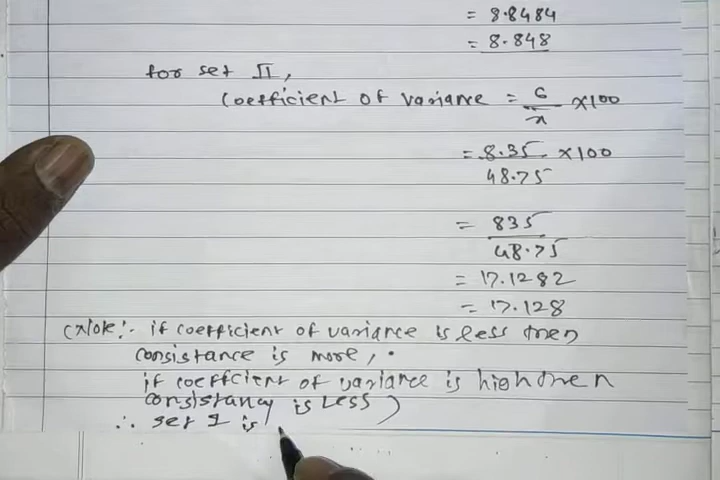 = 8.8484
= 8.848
for set II,
Coefficient of variance = σ/x̄ ×100
= 8.35/48.75 ×100
= 835/48.75
= 17.1282
= 17.128
(Note:- if coefficient of variance is less then
consistance is more,
if coefficient of variance is high then
consistancy is Less)
∴ set I is